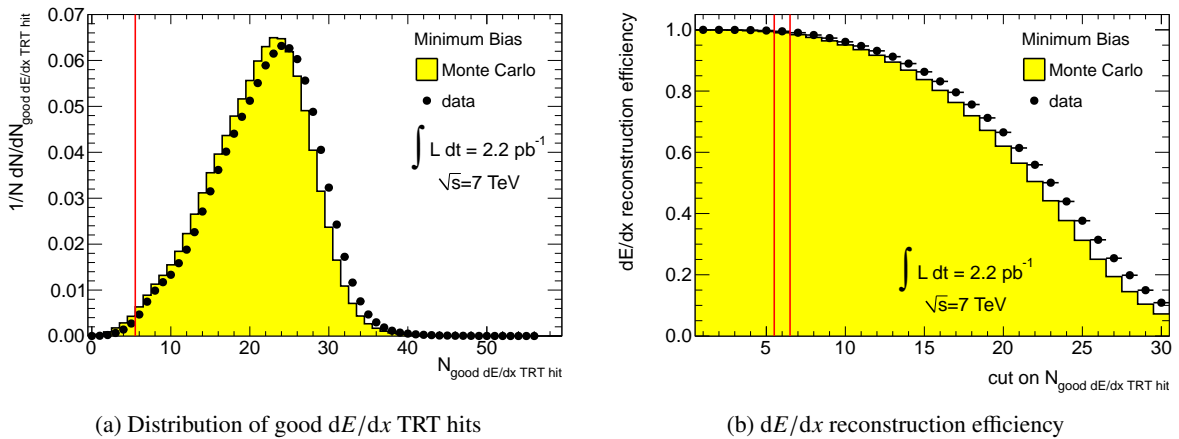 1/N dN/dN_good dE/dx TRT hit
0.07
0.06
0.05
0.04
0.03
0.02
0.01
0.00
Minimum Bias
Monte Carlo
data
∫ L dt = 2.2 pb⁻¹
√s=7 TeV
0 10 20 30 40 50
N_good dE/dx TRT hit
(a) Distribution of good dE/dx TRT hits
dE/dx reconstruction efficiency
1.0
0.8
0.6
0.4
0.2
0.0
Minimum Bias
Monte Carlo
data
∫ L dt = 2.2 pb⁻¹
√s=7 TeV
5 10 15 20 25 30
cut on N_good dE/dx TRT hit
(b) dE/dx reconstruction efficiency